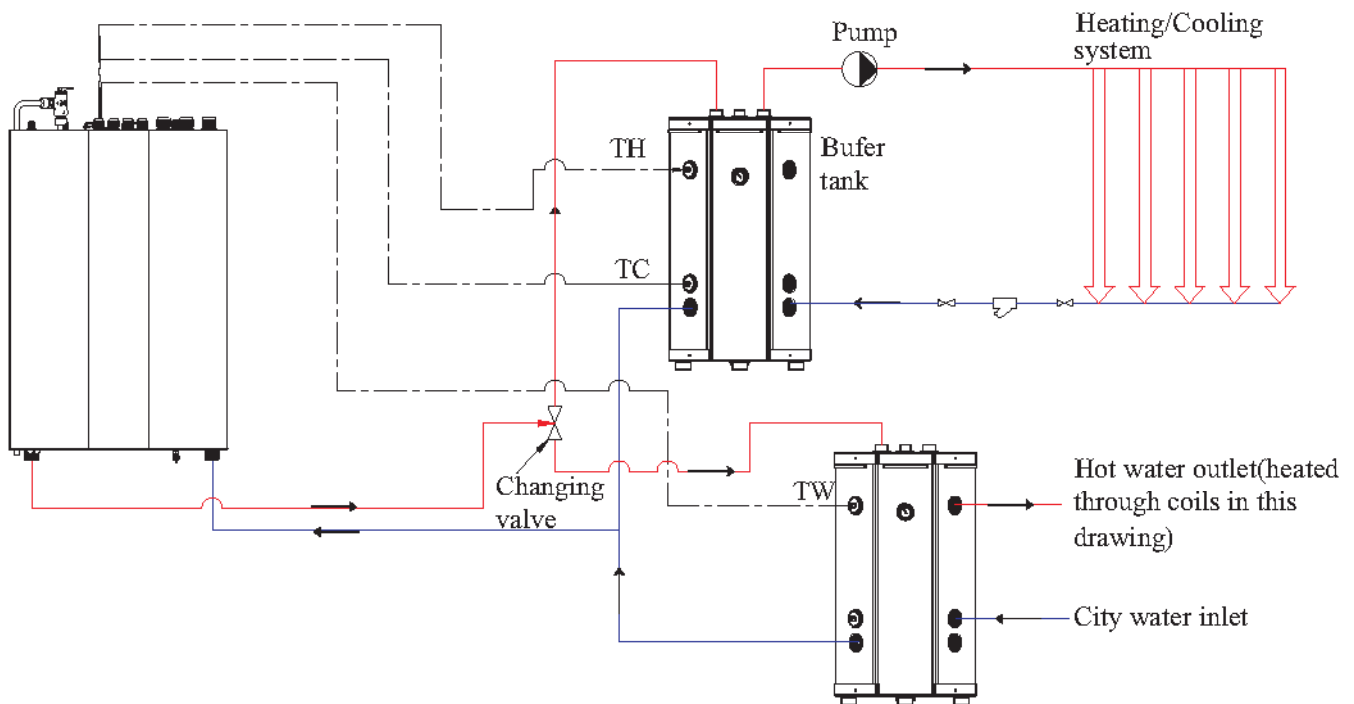 Pump
Heating/Cooling
system
TH
Bufer
tank
TC
Changing
valve
TW
Hot water outlet(heated
through coils in this
drawing)
City water inlet